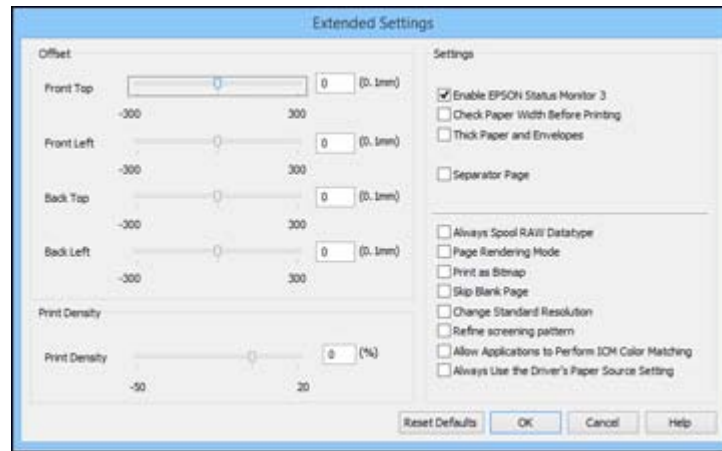 Extended Settings
Offset
Front Top 0 (0.1mm)
-300 300
Front Left 0 (0.1mm)
-300 300
Back Top 0 (0.1mm)
-300 300
Back Left 0 (0.1mm)
-300 300
Print Density
Print Density 0 (%)
-50 20
Settings
Enable EPSON Status Monitor 3
Check Paper Width Before Printing
Thick Paper and Envelopes
Separator Page
Always Spool RAW Datatype
Page Rendering Mode
Print as Bitmap
Skip Blank Page
Change Standard Resolution
Refine screening pattern
Allow Applications to Perform ICM Color Matching
Always Use the Driver's Paper Source Setting
Reset Defaults OK Cancel Help